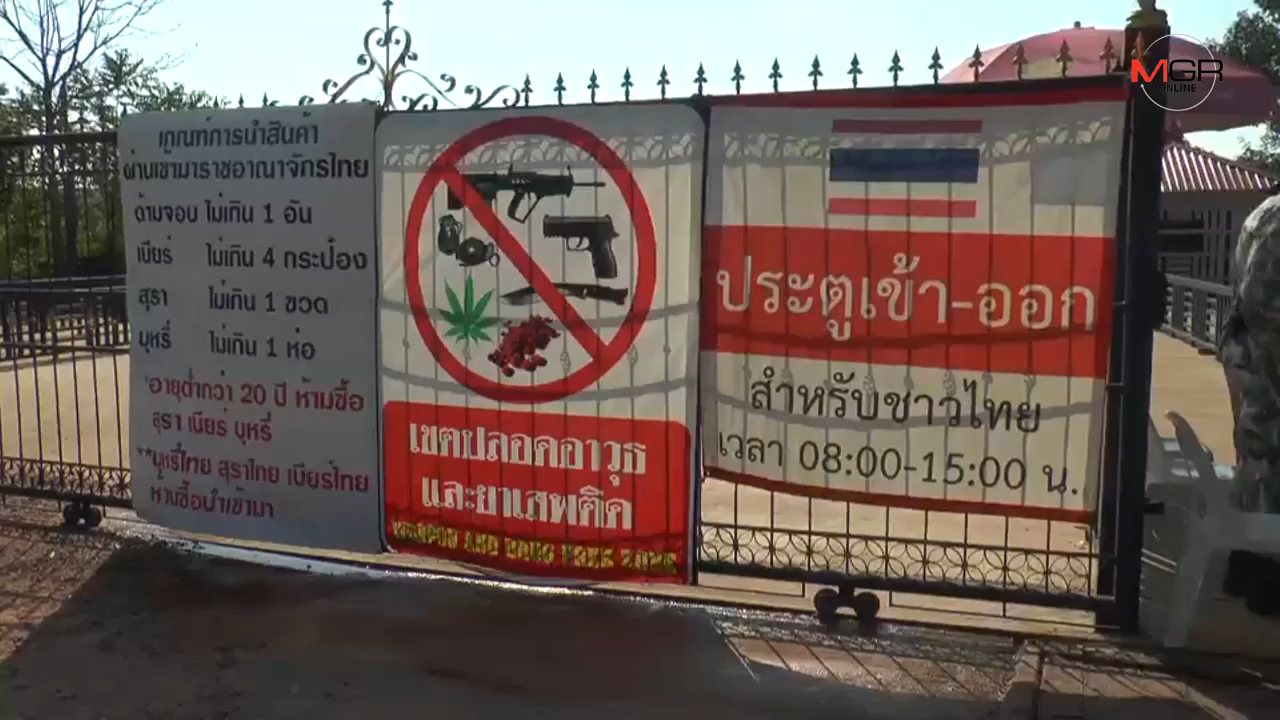 เกณฑ์การนำสินค้า
ผ่านเข้ามาราชอาณาจักรไทย
ด้ามจอบ ไม่เกิน 1 อัน
เบียร์ ไม่เกิน 4 กระป๋อง
สุรา ไม่เกิน 1 ขวด
บุหรี่ ไม่เกิน 1 ห่อ
*อายุต่ำกว่า 20 ปี ห้ามซื้อ
สุรา เบียร์ บุหรี่
**บุหรี่ไทย สุราไทย เบียร์ไทย
ห้ามซื้อนำเข้ามา
เขตปลอดอาวุธ
และยาเสพติด
WEAPON AND DRUG FREE ZONE
ประตูเข้า-ออก
สำหรับชาวไทย
เวลา 08:00-15:00 น.
MGR
ONLINE